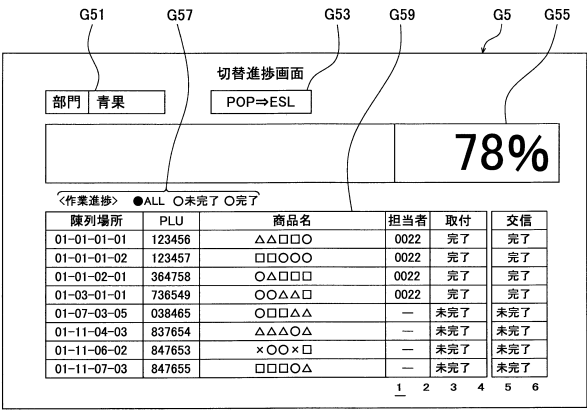 G51 G57 G53 G59 G5 G55
切替進捗画面
部門 青果 POP⇒ESL
78%
<作業進捗> ●ALL ○未完了 ○完了
陳列場所 PLU 商品名 担当者 取付 交信
01-01-01-01 123456 △△□□○ 0022 完了 完了
01-01-01-02 123457 □□○○○ 0022 完了 完了
01-01-02-01 364758 ○△□□□ 0022 完了 完了
01-03-01-01 736549 ○○△△□ 0022 完了 完了
01-07-03-05 038465 ○□□△△ — 未完了 未完了
01-11-04-03 837654 △△△○△ — 未完了 未完了
01-11-06-02 847653 ×○○×□ — 未完了 未完了
01-11-07-03 847655 □□□○△ — 未完了 未完了
1 2 3 4 5 6